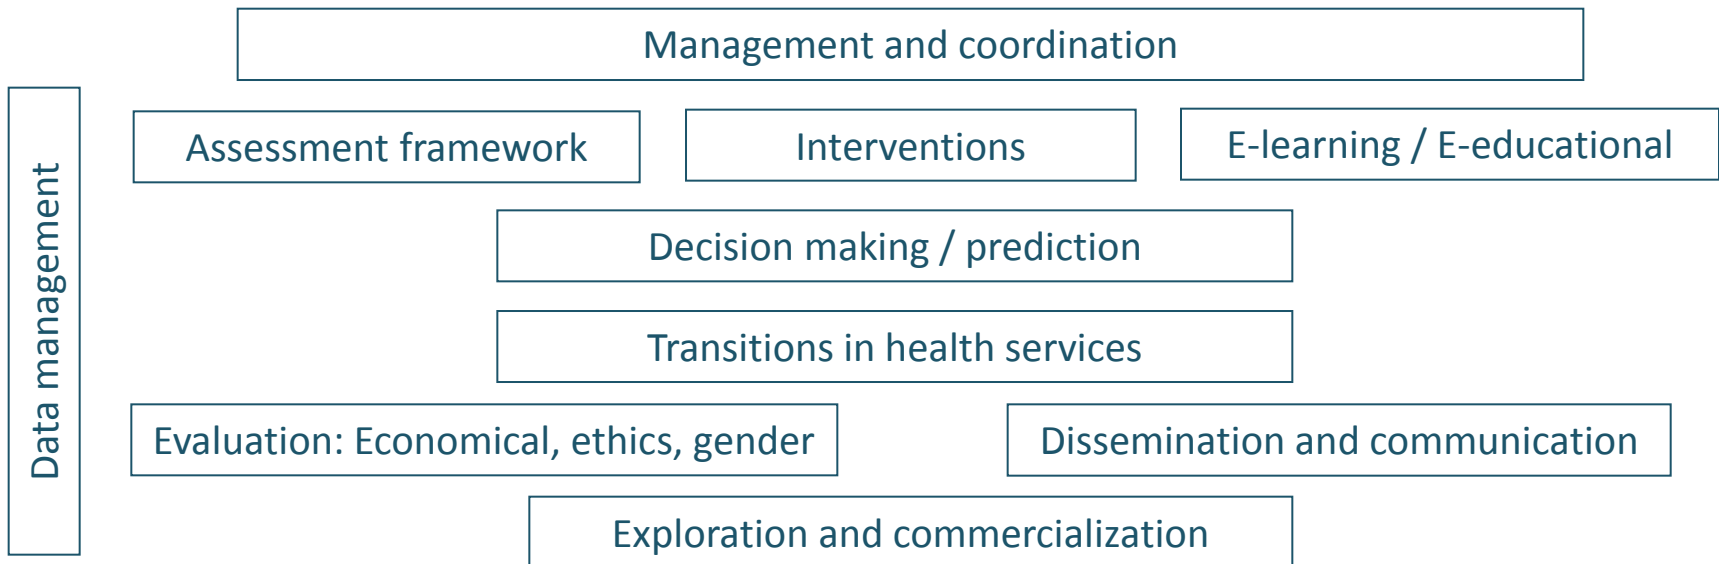 Management and coordination
Data management
Assessment framework
Interventions
E-learning / E-educational
Decision making / prediction
Transitions in health services
Evaluation: Economical, ethics, gender
Dissemination and communication
Exploration and commercialization